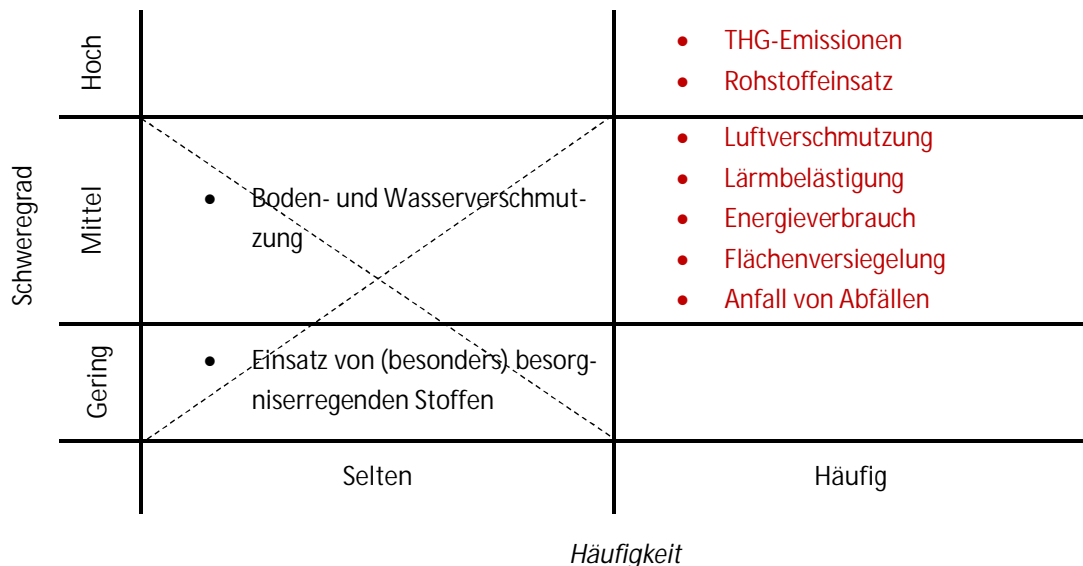 Schweregrad
Hoch
• THG-Emissionen
• Rohstoffeinsatz
Mittel
• Boden- und Wasserverschmut-
zung
• Luftverschmutzung
• Lärmbelästigung
• Energieverbrauch
• Flächenversiegelung
• Anfall von Abfällen
Gering
• Einsatz von (besonders) besorg-
niserregenden Stoffen
Selten
Häufig
Häufigkeit